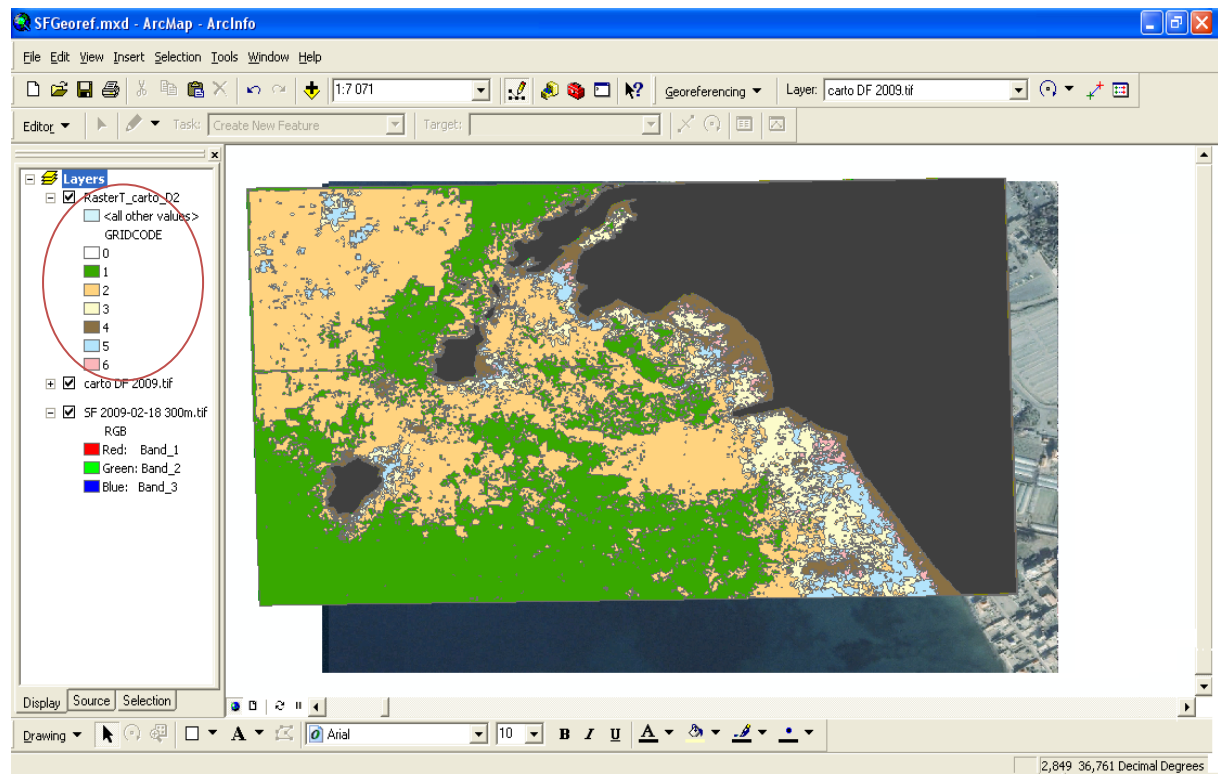 SFGeoref.mxd - ArcMap - ArcInfo
File Edit View Insert Selection Tools Window Help
1:7 071 Georeferencing Layer: carto DF 2009.tif
Editor Task: Create New Feature Target:
Layers
RasterT_carto_D2
<all other values>
GRIDCODE
0
1
2
3
4
5
6
carto DF 2009.tif
SF 2009-02-18 300m.tif
RGB
Red: Band_1
Green: Band_2
Blue: Band_3
Display Source Selection
Drawing A Arial 10 B I U A
2,849 36,761 Decimal Degrees